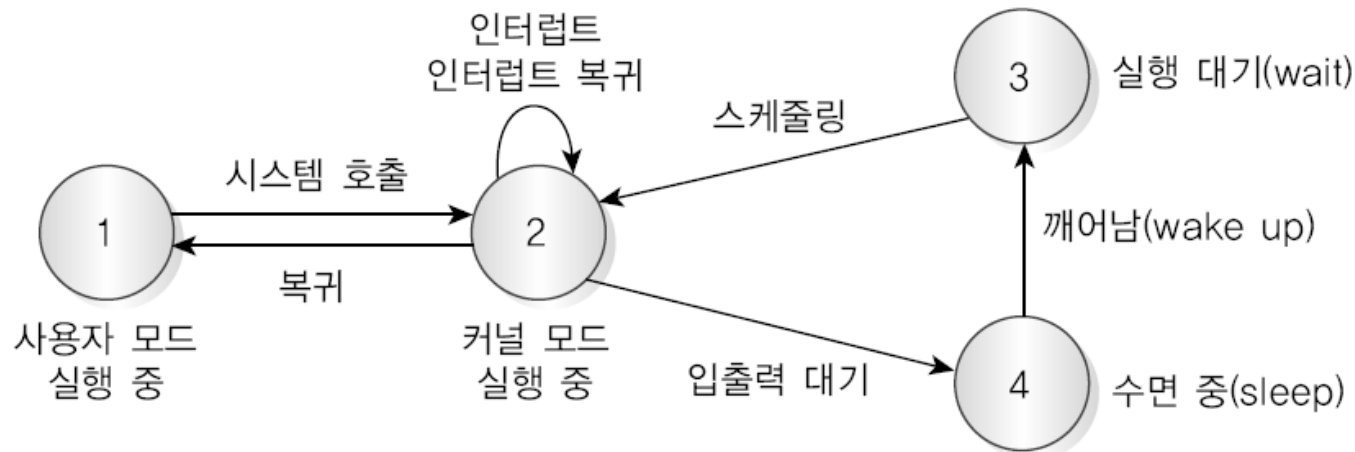 인터럽트
인터럽트 복귀
3
실행 대기(wait)
스케줄링
시스템 호출
1
2
깨어남(wake up)
복귀
사용자 모드
실행 중
커널 모드
실행 중
입출력 대기
4
수면 중(sleep)